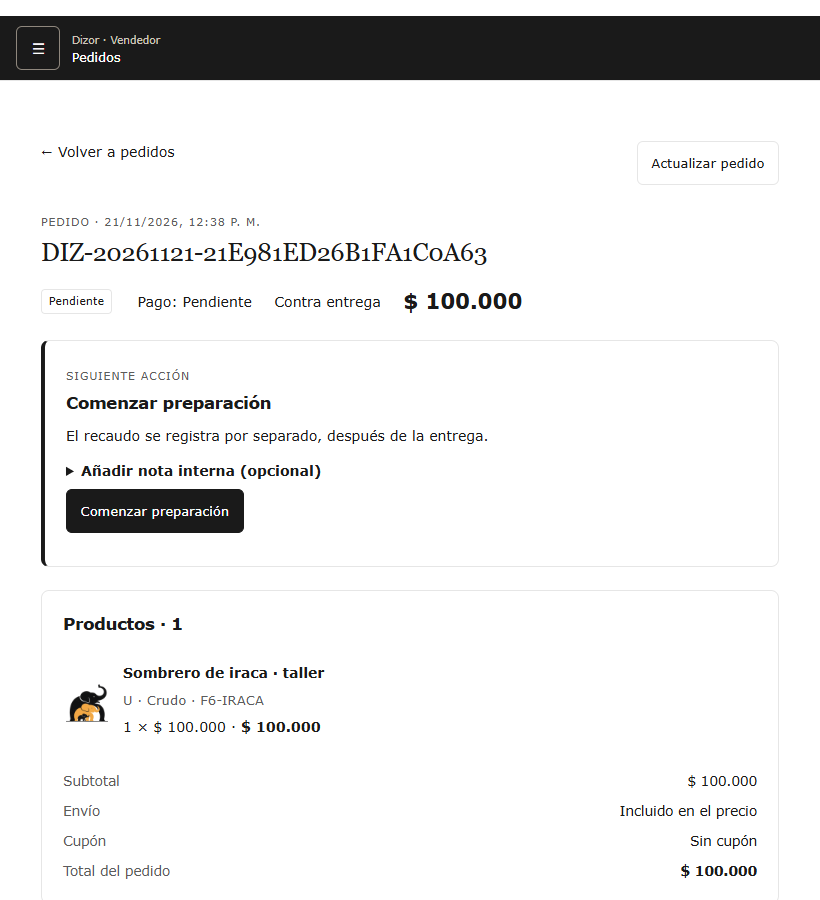 ☰
Dizor · Vendedor
Pedidos
← Volver a pedidos
Actualizar pedido
PEDIDO · 21/11/2026, 12:38 P. M.
DIZ-20261121-21E981ED26B1FA1C0A63
Pendiente Pago: Pendiente Contra entrega $ 100.000
SIGUIENTE ACCIÓN
Comenzar preparación
El recaudo se registra por separado, después de la entrega.
▶ Añadir nota interna (opcional)
Comenzar preparación
Productos · 1
Sombrero de iraca · taller
U · Crudo · F6-IRACA
1 × $ 100.000 · $ 100.000
Subtotal $ 100.000
Envío Incluido en el precio
Cupón Sin cupón
Total del pedido $ 100.000